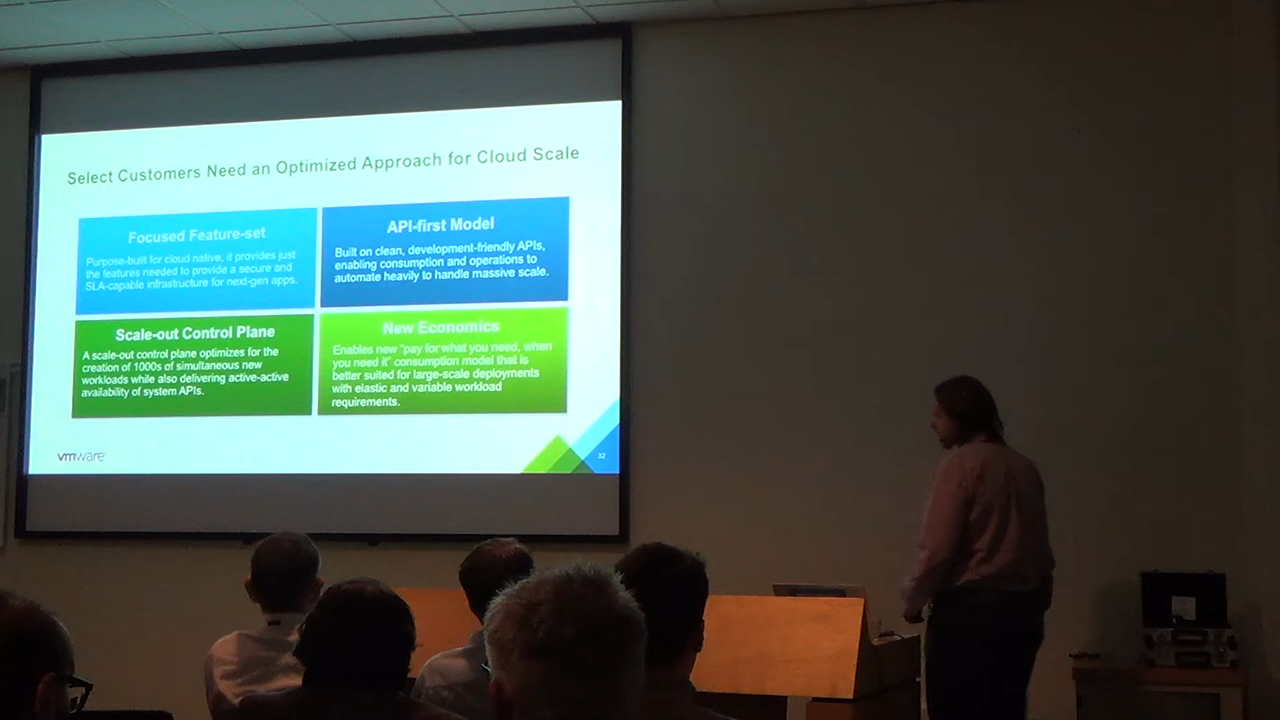 Select Customers Need an Optimized Approach for Cloud Scale
Focused Feature-set
Purpose-built for cloud native, it provides just
the features needed to provide a secure and
SLA-capable infrastructure for next-gen apps.
API-first Model
Built on clean, development-friendly APIs,
enabling consumption and operations to
automate heavily to handle massive scale.
Scale-out Control Plane
A scale-out control plane optimizes for the
creation of 1000s of simultaneous new
workloads while also delivering active-active
availability of system APIs.
New Economics
Enables new "pay for what you need, when
you need it" consumption model that is
better suited for large-scale deployments
with elastic and variable workload
requirements.
vmware
32